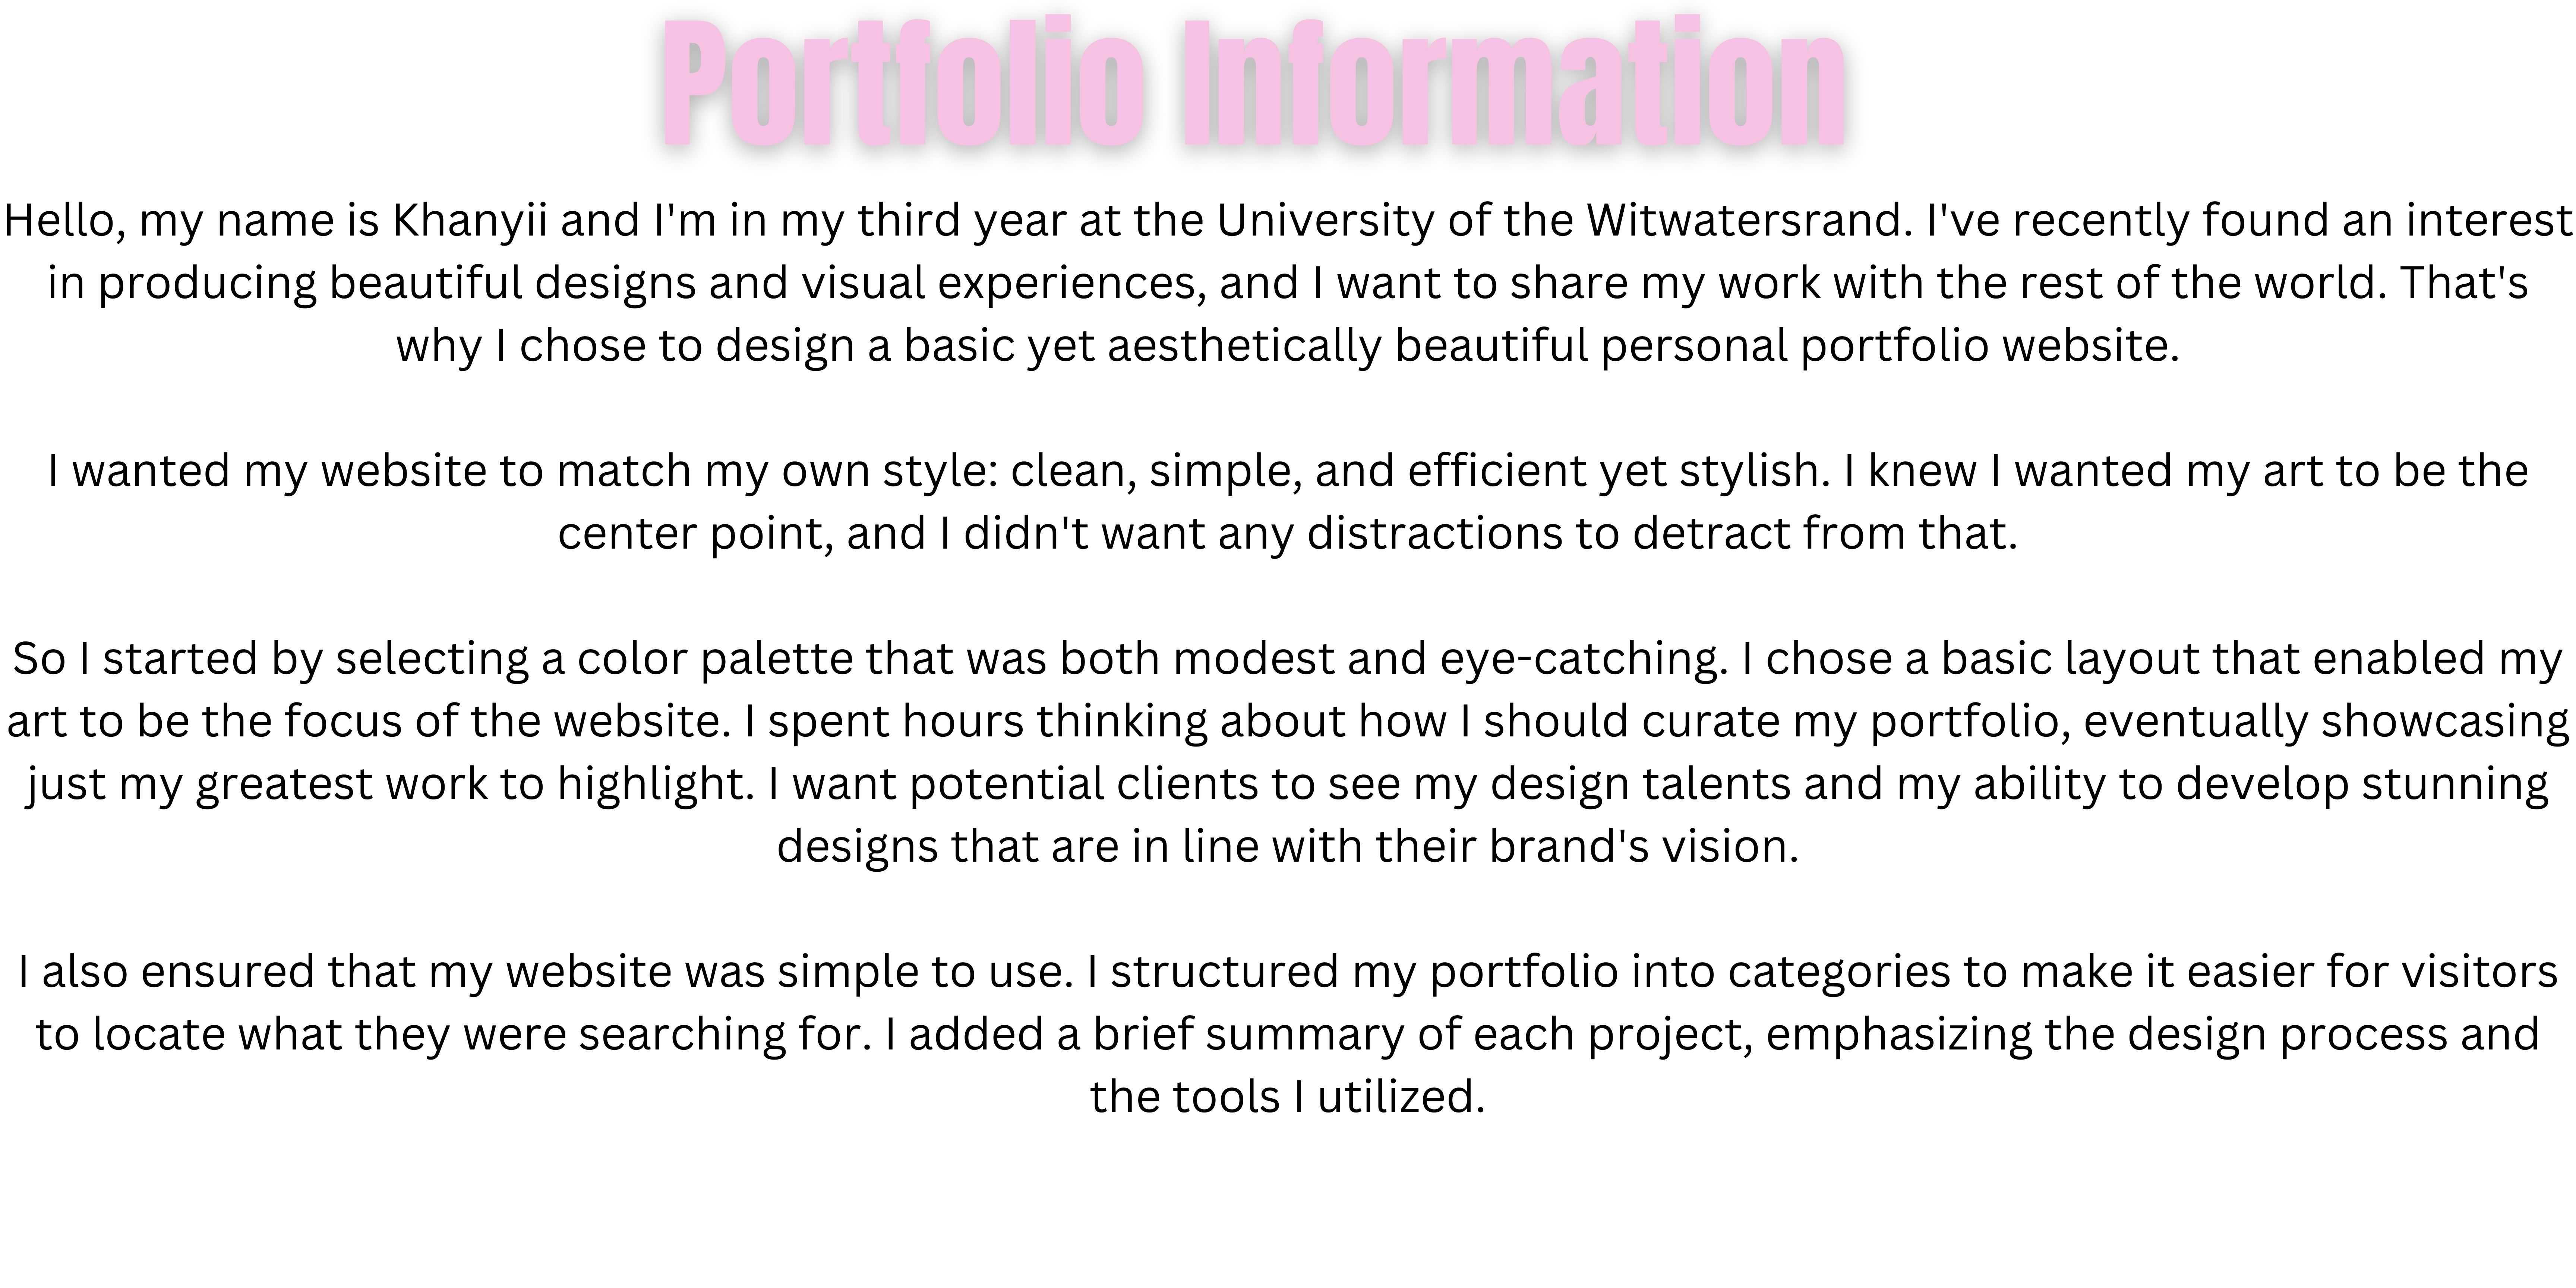 Portfolio Information
Hello, my name is Khanyii and I'm in my third year at the University of the Witwatersrand. I've recently found an interest
in producing beautiful designs and visual experiences, and I want to share my work with the rest of the world. That's
why I chose to design a basic yet aesthetically beautiful personal portfolio website.
I wanted my website to match my own style: clean, simple, and efficient yet stylish. I knew I wanted my art to be the
center point, and I didn't want any distractions to detract from that.
So I started by selecting a color palette that was both modest and eye-catching. I chose a basic layout that enabled my
art to be the focus of the website. I spent hours thinking about how I should curate my portfolio, eventually showcasing
just my greatest work to highlight. I want potential clients to see my design talents and my ability to develop stunning
designs that are in line with their brand's vision.
I also ensured that my website was simple to use. I structured my portfolio into categories to make it easier for visitors
to locate what they were searching for. I added a brief summary of each project, emphasizing the design process and
the tools I utilized.